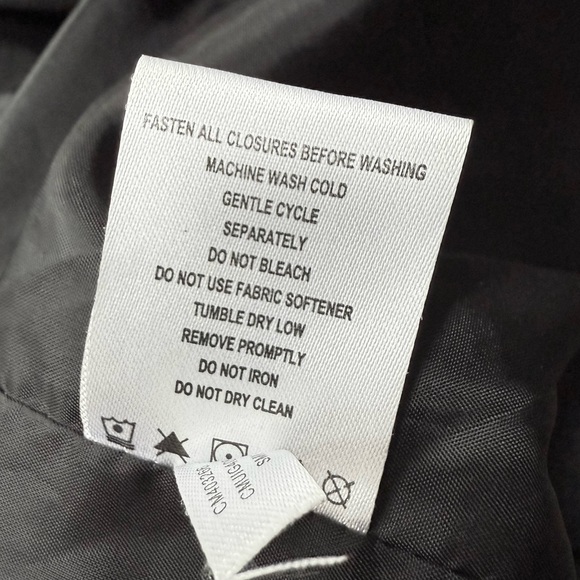 FASTEN ALL CLOSURES BEFORE WASHING
MACHINE WASH COLD
GENTLE CYCLE
SEPARATELY
DO NOT BLEACH
DO NOT USE FABRIC SOFTENER
TUMBLE DRY LOW
REMOVE PROMPTLY
DO NOT IRON
DO NOT DRY CLEAN